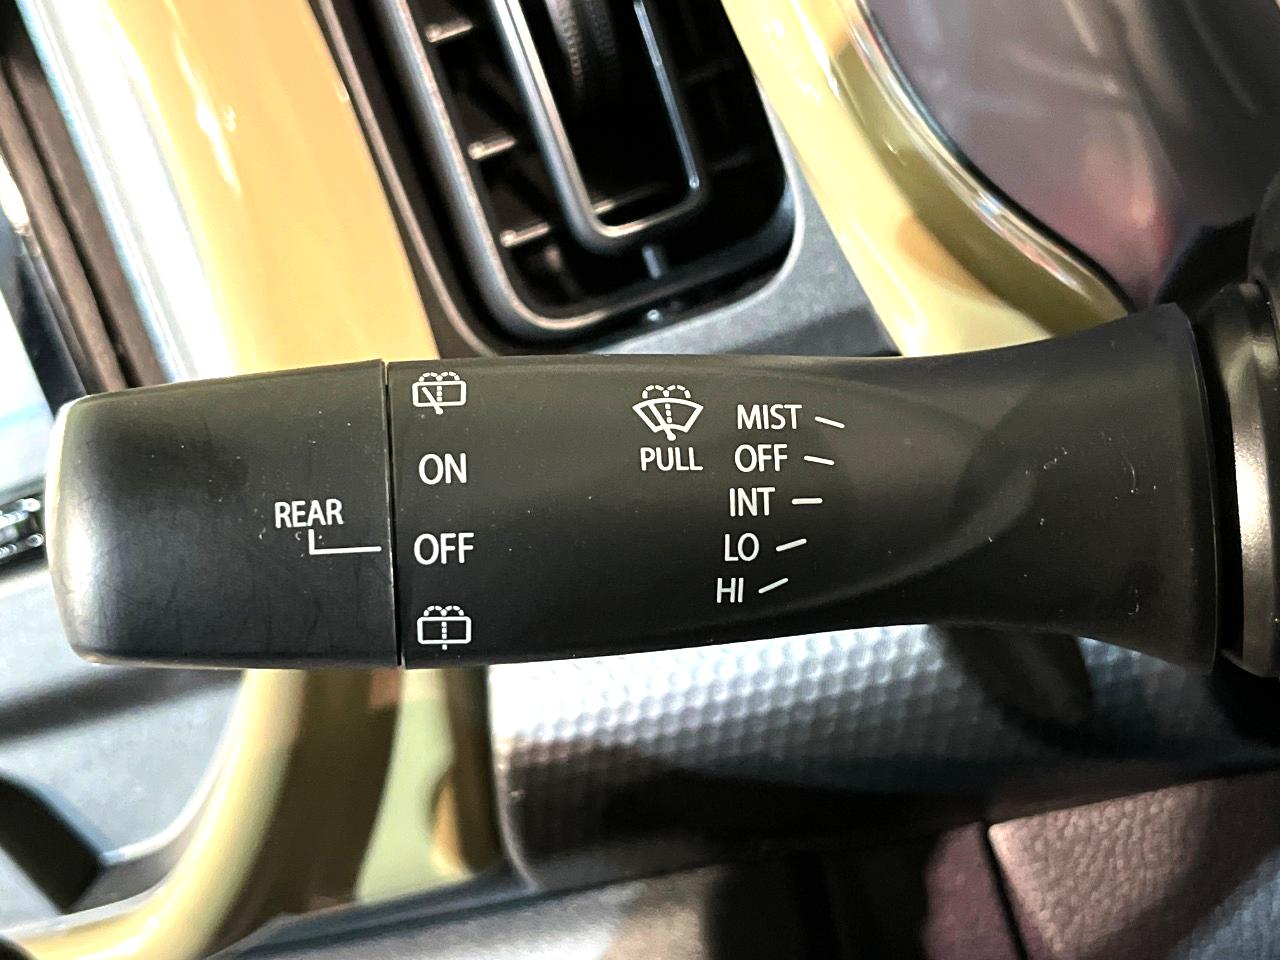 REAR
ON
OFF
PULL
MIST
OFF
INT
LO
HI